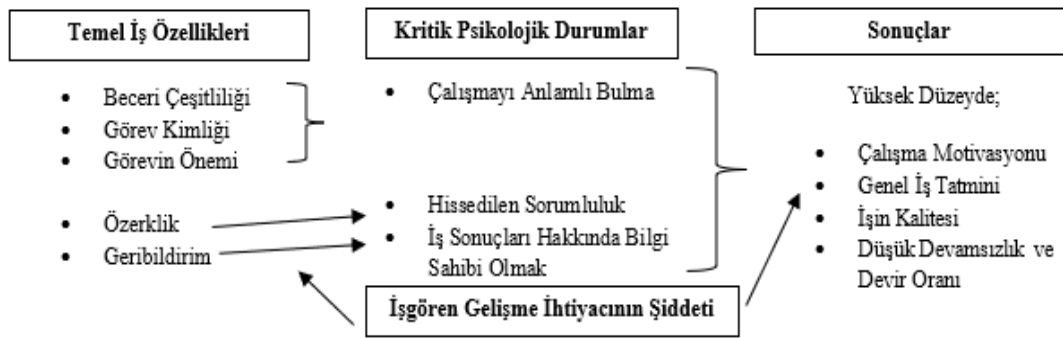 Temel İş Özellikleri
Beceri Çeşitliliği
Görev Kimliği
Görevin Önemi
Özerklik
Geribildirim
Kritik Psikolojik Durumlar
Çalışmayı Anlamlı Bulma
Hissedilen Sorumluluk
İş Sonuçları Hakkında Bilgi
Sahibi Olmak
Sonuçlar
Yüksek Düzeyde;
Çalışma Motivasyonu
Genel İş Tatmini
İşin Kalitesi
Düşük Devamsızlık ve
Devir Oranı
İşgören Gelişme İhtiyacının Şiddeti